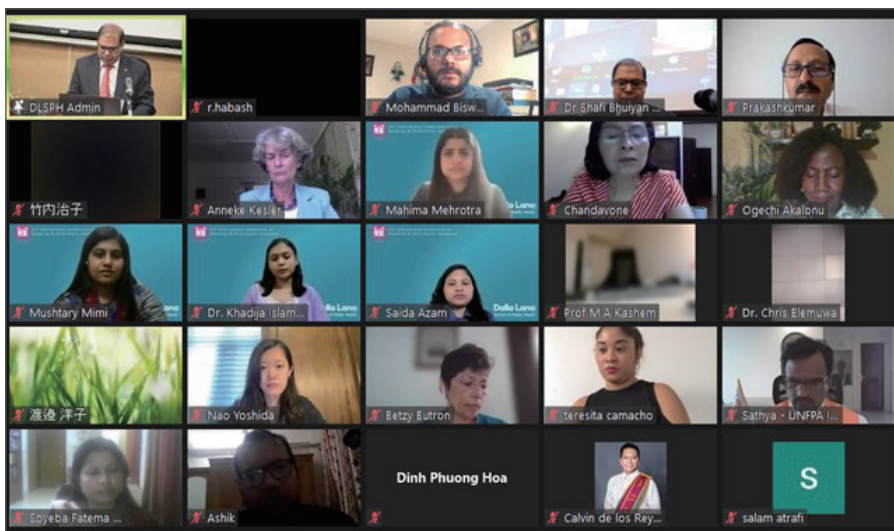 DLSPH Admin
r.habash
Mohammad Bisw...
Dr Shafi Bhuiyan ...
Prakashkumar
竹内治子
Anneke Kesler
Mahima Mehrotra
Chandavone
Ogechi Akalonu
Mushtary Mimi
Dr. Khadija Islam...
Dalla Lana
Saida Azam
Prof M A Kashem
Dr. Chris Elemuwa
渡邉 洋子
Nao Yoshida
Betzy Butron
teresita camacho
Sathya - UNFPA I...
Soyeba Fatema ...
Ashik
Dinh Phuong Hoa
Calvin de los Rey...
S
salam atrafi